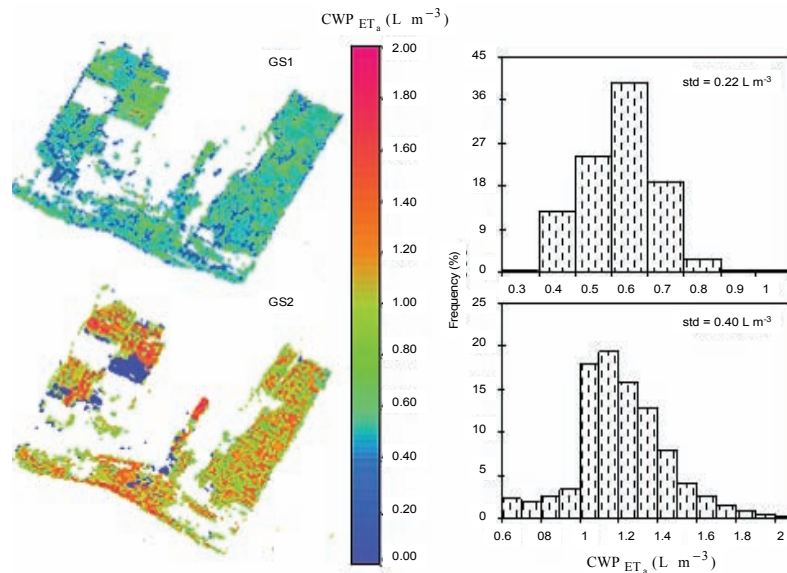 CWP ETa (L m-3)
GS1
GS2
2.00
1.80
1.60
1.40
1.20
1.00
0.80
0.60
0.40
0.20
0.00
Frequency (%)
45
36
27
18
9
0
std = 0.22 L m-3
0.3 0.4 0.5 0.6 0.7 0.8 0.9 1
25
20
15
10
5
0
std = 0.40 L m-3
0.6 0.8 1 1.2 1.4 1.6 1.8 2
CWP ETa (L m-3)